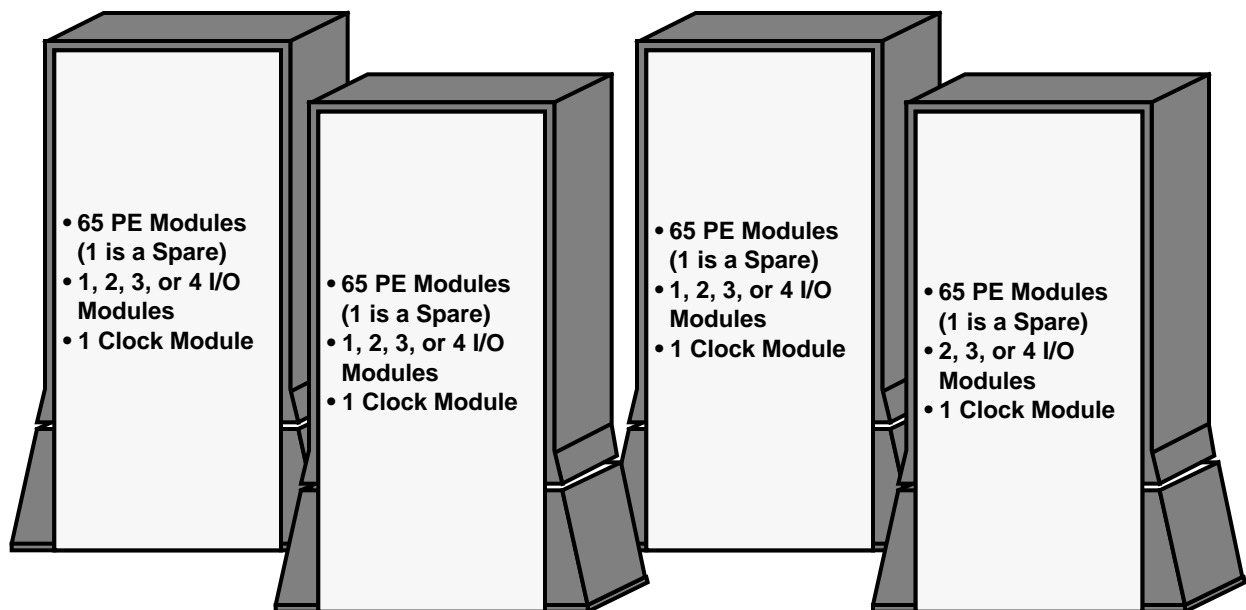 • 65 PE Modules
(1 is a Spare)
• 1, 2, 3, or 4 I/O
Modules
• 1 Clock Module
• 65 PE Modules
(1 is a Spare)
• 1, 2, 3, or 4 I/O
Modules
• 1 Clock Module
• 65 PE Modules
(1 is a Spare)
• 1, 2, 3, or 4 I/O
Modules
• 1 Clock Module
• 65 PE Modules
(1 is a Spare)
• 2, 3, or 4 I/O
Modules
• 1 Clock Module